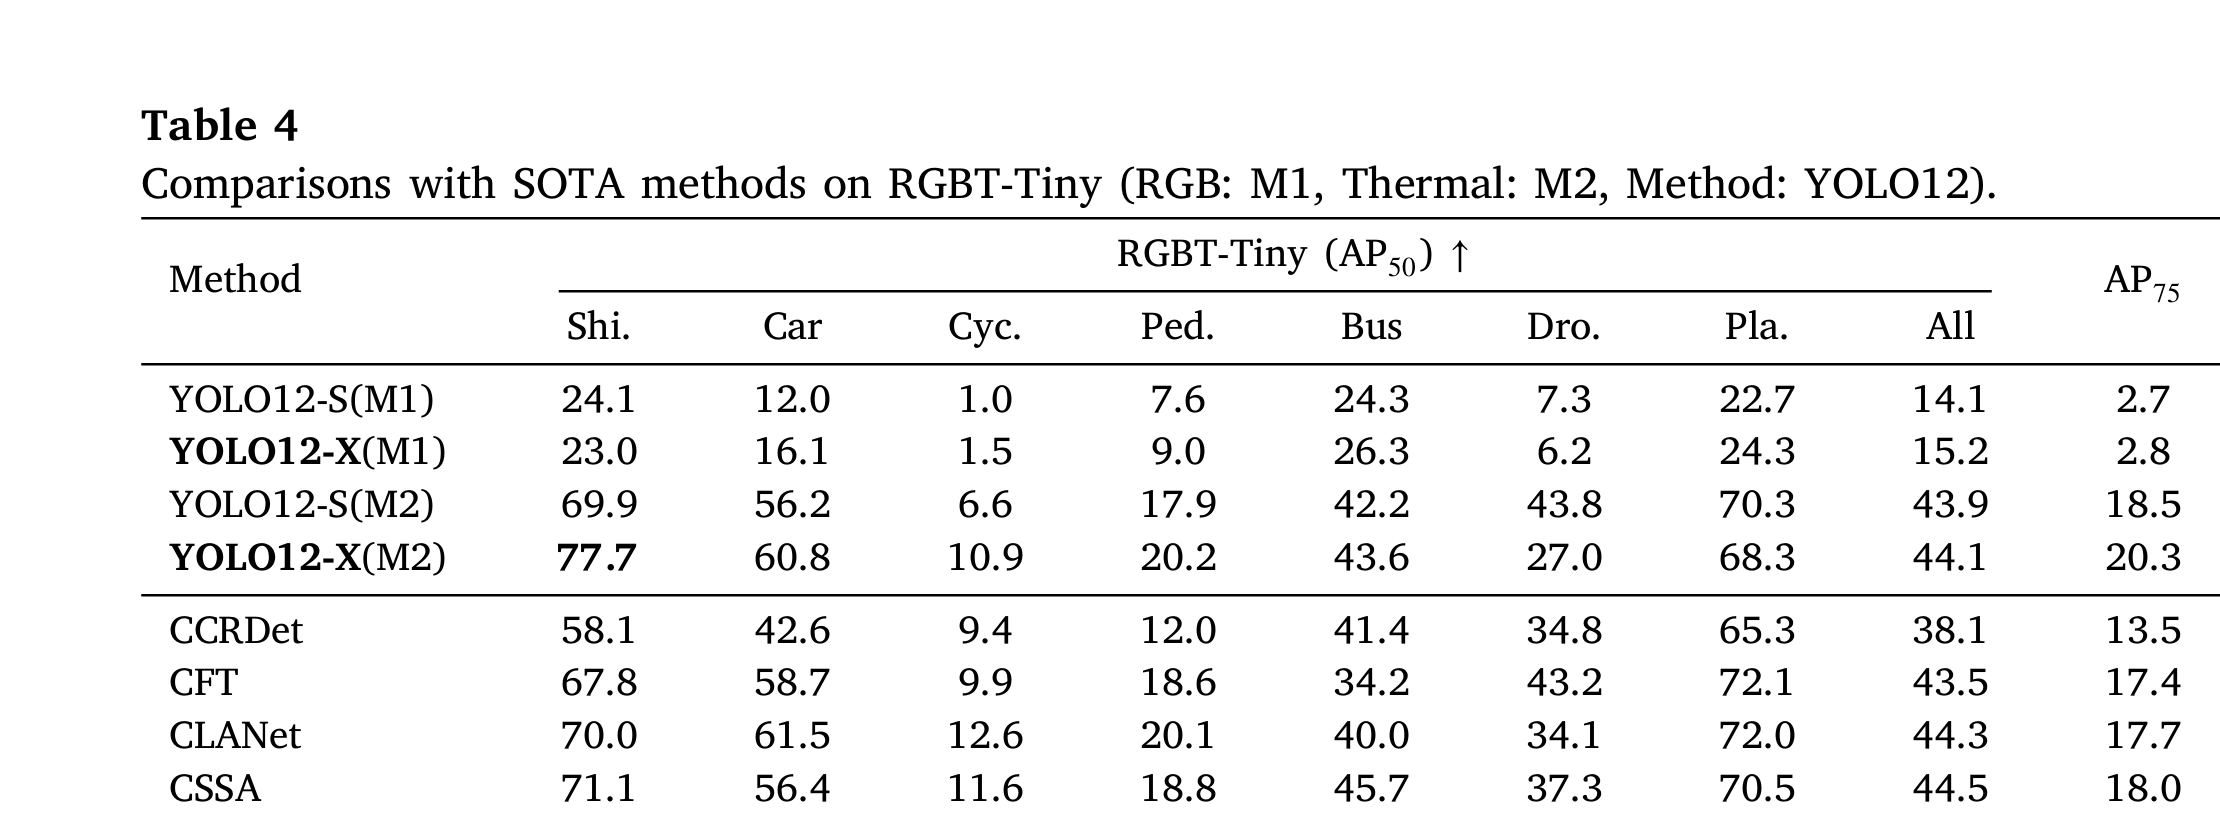 Table 4
Comparisons with SOTA methods on RGBT-Tiny (RGB: M1, Thermal: M2, Method: YOLO12).
Method RGBT-Tiny (AP50) ↑ AP75
Shi. Car Cyc. Ped. Bus Dro. Pla. All
YOLO12-S(M1) 24.1 12.0 1.0 7.6 24.3 7.3 22.7 14.1 2.7
YOLO12-X(M1) 23.0 16.1 1.5 9.0 26.3 6.2 24.3 15.2 2.8
YOLO12-S(M2) 69.9 56.2 6.6 17.9 42.2 43.8 70.3 43.9 18.5
YOLO12-X(M2) 77.7 60.8 10.9 20.2 43.6 27.0 68.3 44.1 20.3
CCRDet 58.1 42.6 9.4 12.0 41.4 34.8 65.3 38.1 13.5
CFT 67.8 58.7 9.9 18.6 34.2 43.2 72.1 43.5 17.4
CLANet 70.0 61.5 12.6 20.1 40.0 34.1 72.0 44.3 17.7
CSSA 71.1 56.4 11.6 18.8 45.7 37.3 70.5 44.5 18.0